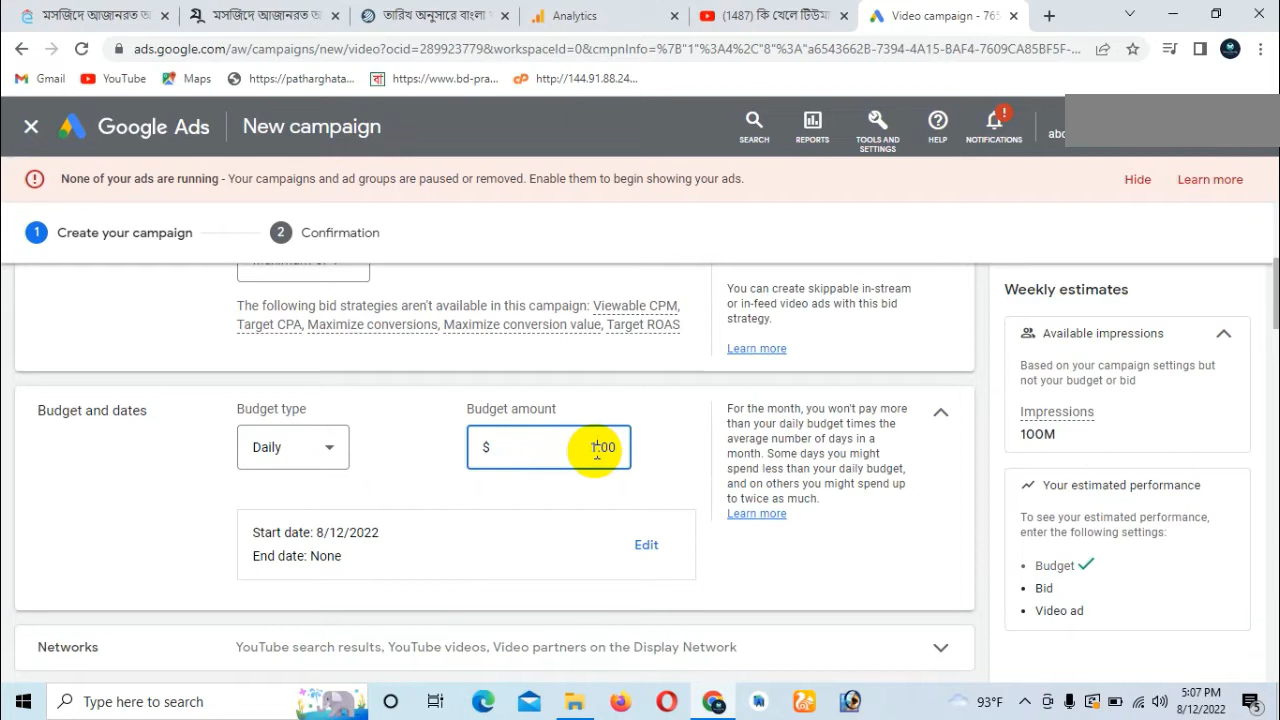 মসজিদে আজানরত অ
মসজিদে আজানরত অ
তারিখ অনুসারে বাংলা
Analytics
(1487) কি খেলে টিউমা
Video campaign - 765
ads.google.com/aw/campaigns/new/video?ocid=2899237798&workspaceId=0&cmpnInfo=%7B"1"%3A4%2C"8"%3A"a6543662B-7394-4A15-BAF4-7609CA85BF5F-...
Gmail
YouTube
Maps
https://patharghata...
https://www.bd-pra...
http://144.91.88.24...
Google Ads
New campaign
SEARCH
REPORTS
TOOLS AND SETTINGS
HELP
NOTIFICATIONS
abc
None of your ads are running - Your campaigns and ad groups are paused or removed. Enable them to begin showing your ads.
Hide
Learn more
1 Create your campaign
2 Confirmation
The following bid strategies aren't available in this campaign: Viewable CPM,
Target CPA, Maximize conversions, Maximize conversion value, Target ROAS
You can create skippable in-stream
or in-feed video ads with this bid
strategy.
Learn more
Budget and dates
Budget type
Daily
Budget amount
$ 1.00
Start date: 8/12/2022
End date: None
Edit
For the month, you won't pay more
than your daily budget times the
average number of days in a
month. Some days you might
spend less than your daily budget,
and on others you might spend up
to twice as much.
Learn more
Networks
YouTube search results, YouTube videos, Video partners on the Display Network
Weekly estimates
Available impressions
Based on your campaign settings but
not your budget or bid
Impressions
100M
Your estimated performance
To see your estimated performance,
enter the following settings:
• Budget
• Bid
• Video ad
Type here to search
93°F
5:07 PM
8/12/2022
5